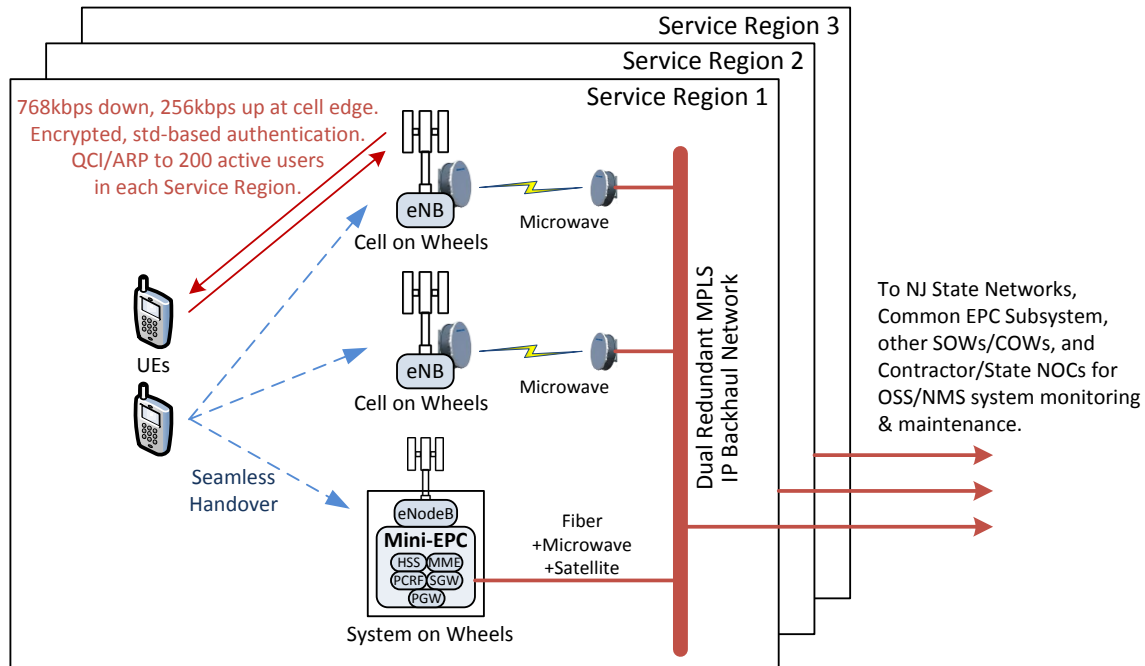 Service Region 3
Service Region 2
Service Region 1
768kbps down, 256kbps up at cell edge.
Encrypted, std-based authentication.
QCI/ARP to 200 active users
in each Service Region.
eNB
Cell on Wheels
Microwave
eNB
Cell on Wheels
Microwave
UEs
Seamless
Handover
eNodeB
Mini-EPC
HSS MME
PCRF SGW
PGW
System on Wheels
Fiber
+Microwave
+Satellite
Dual Redundant MPLS
IP Backhaul Network
To NJ State Networks,
Common EPC Subsystem,
other SOWs/COWs, and
Contractor/State NOCs for
OSS/NMS system monitoring
& maintenance.